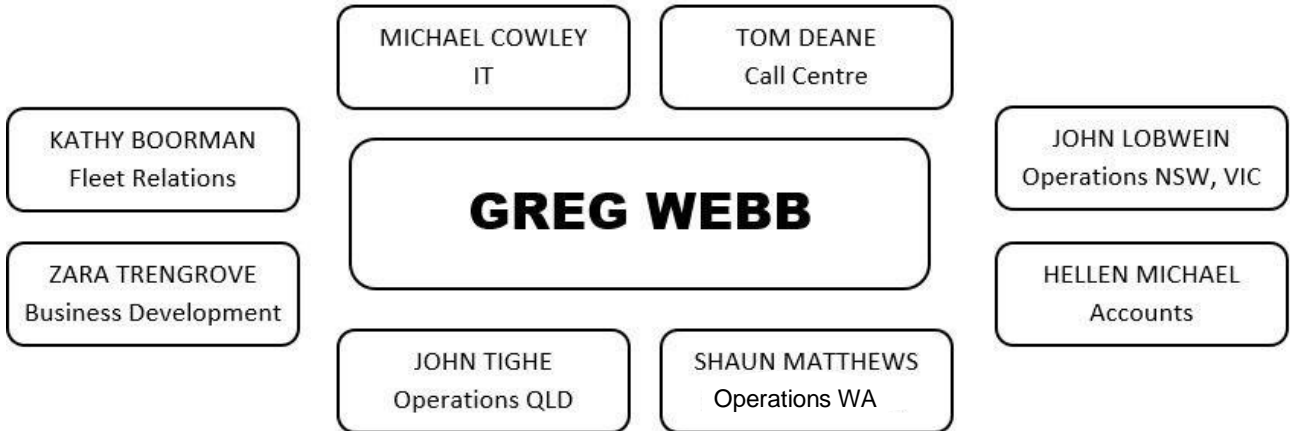 MICHAEL COWLEY
IT
TOM DEANE
Call Centre
KATHY BOORMAN
Fleet Relations
JOHN LOBWEIN
Operations NSW, VIC
GREG WEBB
ZARA TRENGROVE
Business Development
HELLEN MICHAEL
Accounts
JOHN TIGHE
Operations QLD
SHAUN MATTHEWS
Operations WA